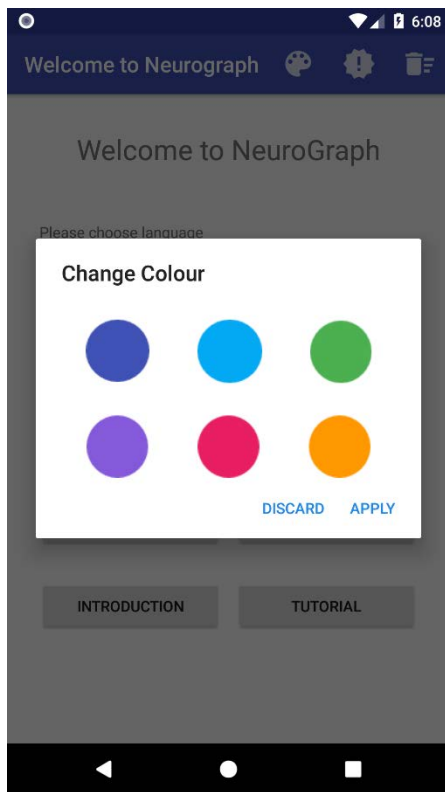 6:08
Welcome to Neurograph
Welcome to NeuroGraph
Please choose language
Change Colour
DISCARD APPLY
INTRODUCTION TUTORIAL